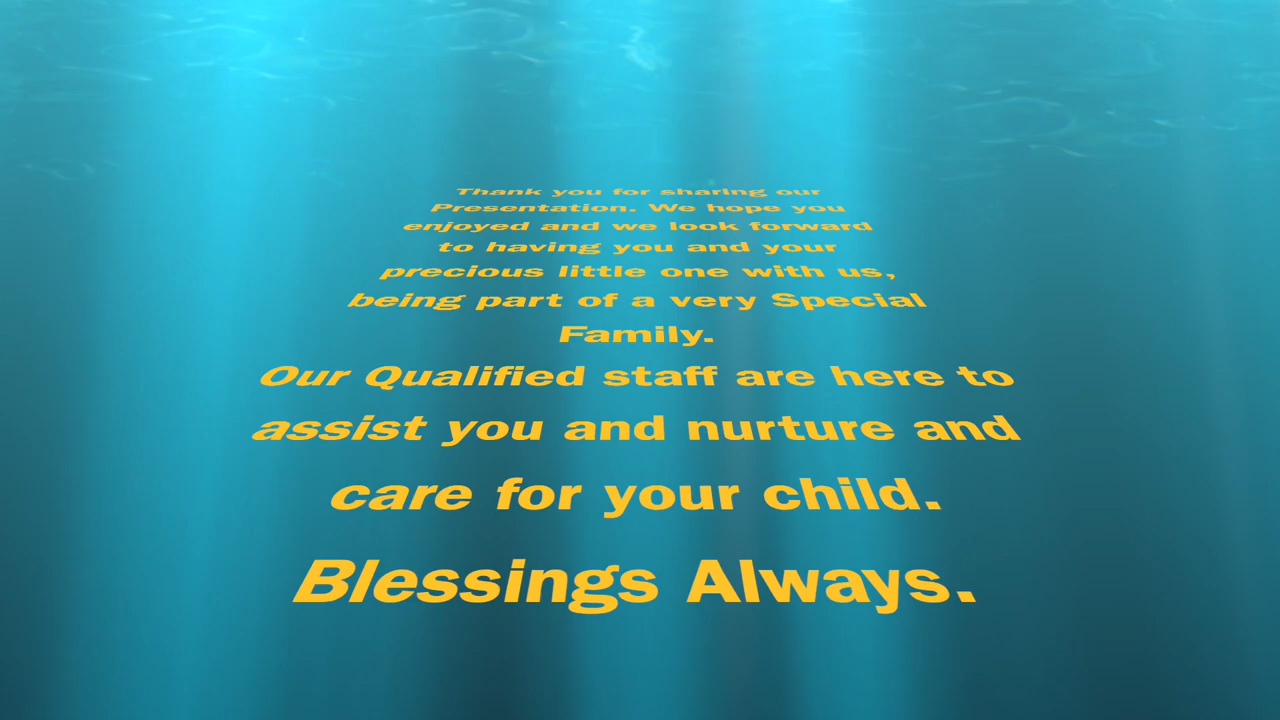 Thank you for sharing our
Presentation. We hope you
enjoyed and we look forward
to having you and your
precious little one with us,
being part of a very Special
Family.
Our Qualified staff are here to
assist you and nurture and
care for your child.
Blessings Always.